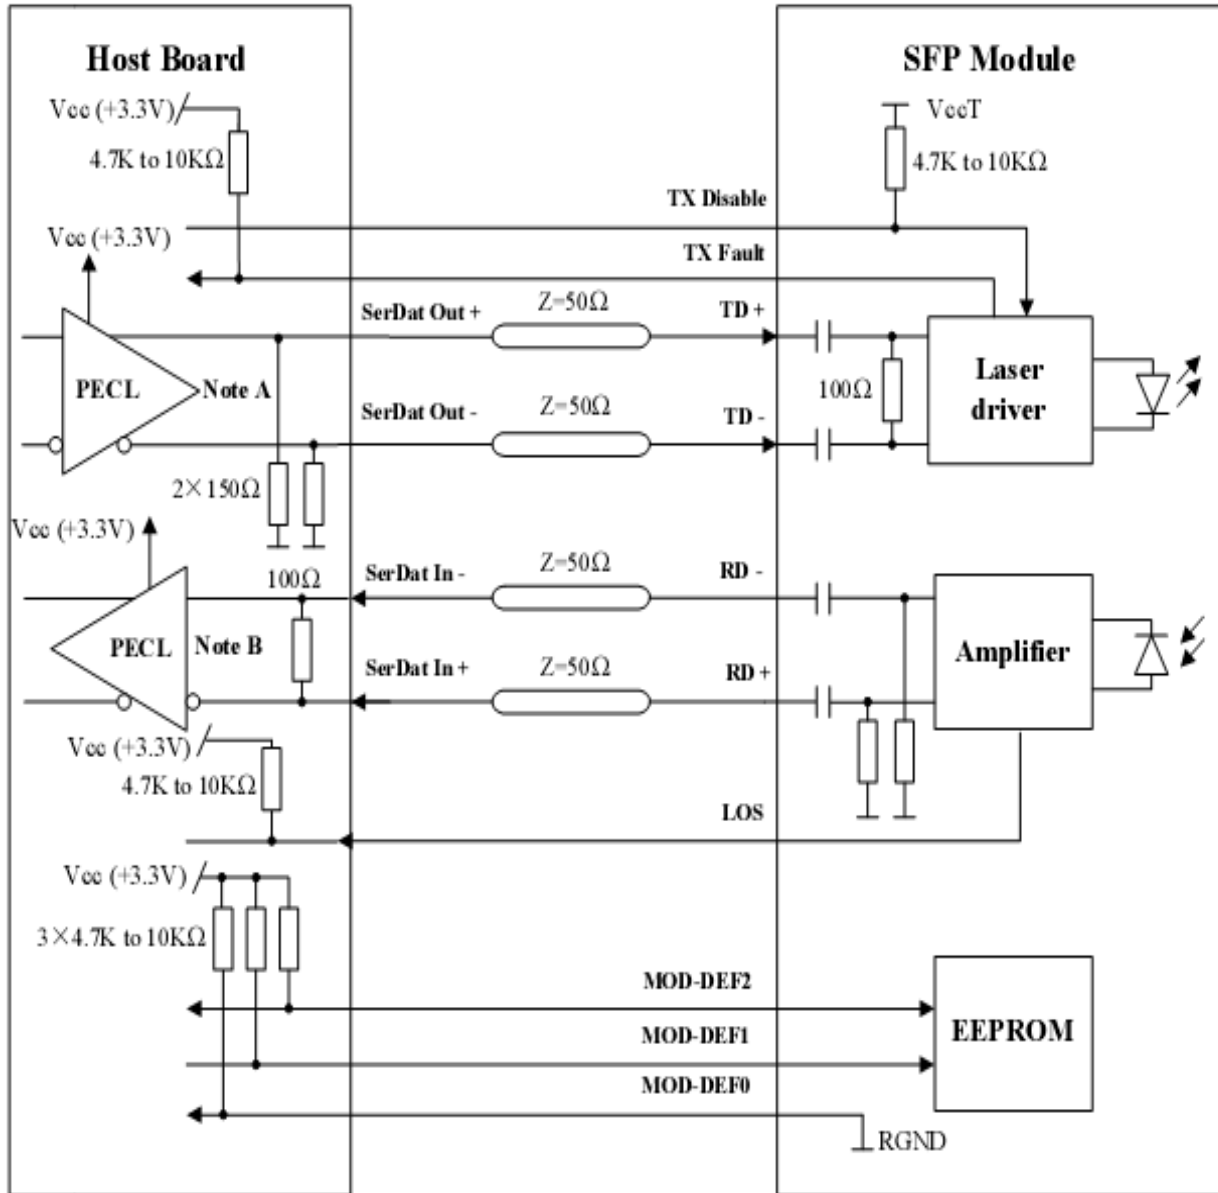 Host Board
SFP Module
Vcc (+3.3V)
VccT
4.7K to 10KΩ
4.7K to 10KΩ
TX Disable
Vcc (+3.3V)
TX Fault
SerDat Out +
Z=50Ω
TD +
PECL
Note A
100Ω
Laser
driver
SerDat Out -
Z=50Ω
TD -
2×150Ω
Vcc (+3.3V)
100Ω
SerDat In -
Z=50Ω
RD -
PECL
Note B
SerDat In +
Z=50Ω
RD +
Amplifier
Vcc (+3.3V)
4.7K to 10KΩ
LOS
Vcc (+3.3V)
3×4.7K to 10KΩ
MOD-DEF2
MOD-DEF1
EEPROM
MOD-DEF0
RGND